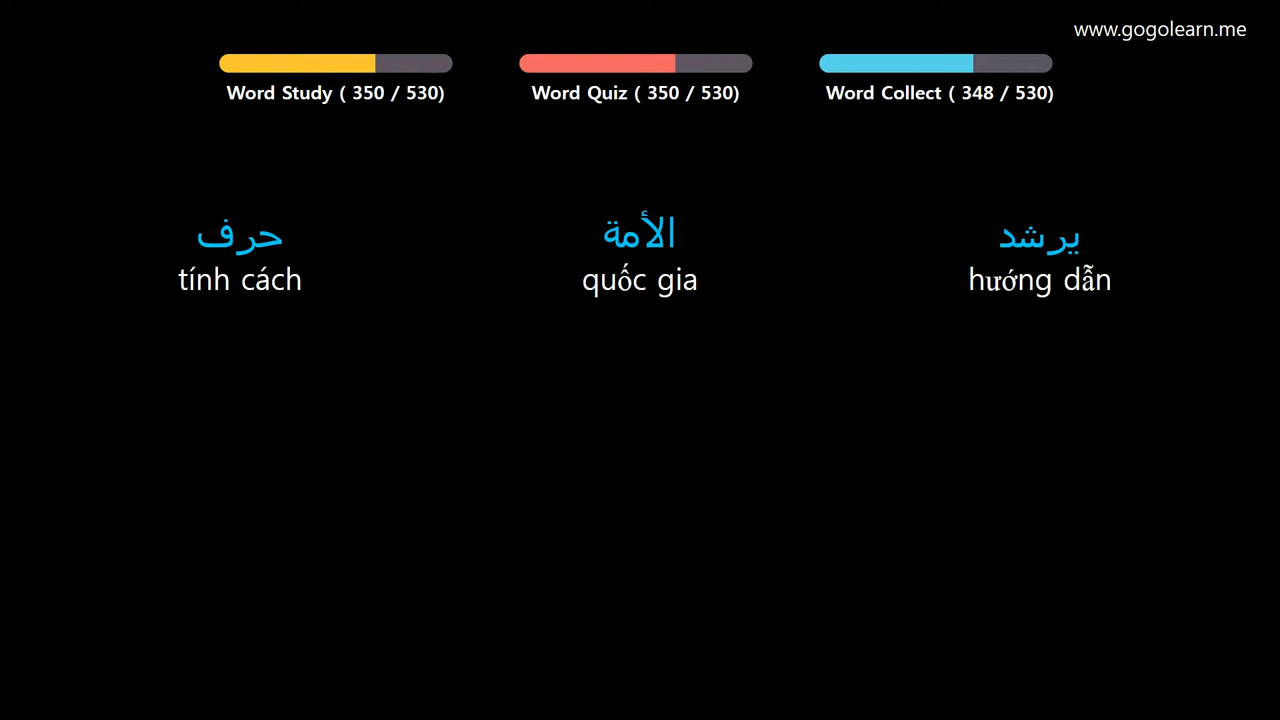 www.gogolearn.me
Word Study ( 350 / 530)
Word Quiz ( 350 / 530)
Word Collect ( 348 / 530)
حرف
tính cách
الأمة
quốc gia
يرشد
hướng dẫn